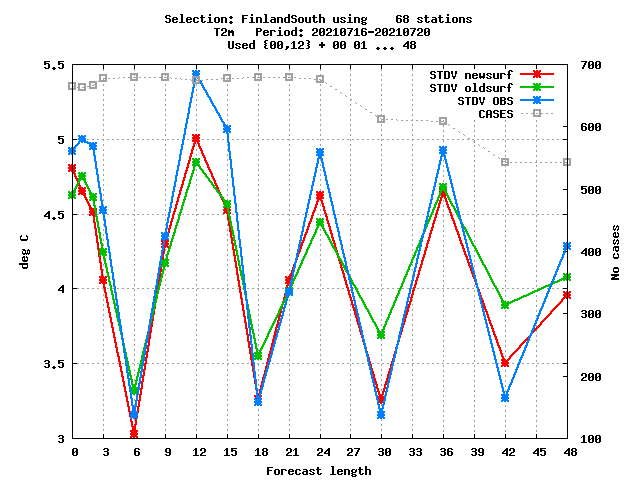 Selection: FinlandSouth using    68 stations
T2m   Period: 20210716-20210720
Used {00,12} + 00 01 ... 48
STDV newsurf
STDV oldsurf
STDV OBS
CASES
5.5
5
4.5
4
3.5
3
deg C
700
600
500
400
300
200
100
No cases
0 3 6 9 12 15 18 21 24 27 30 33 36 39 42 45 48
Forecast length